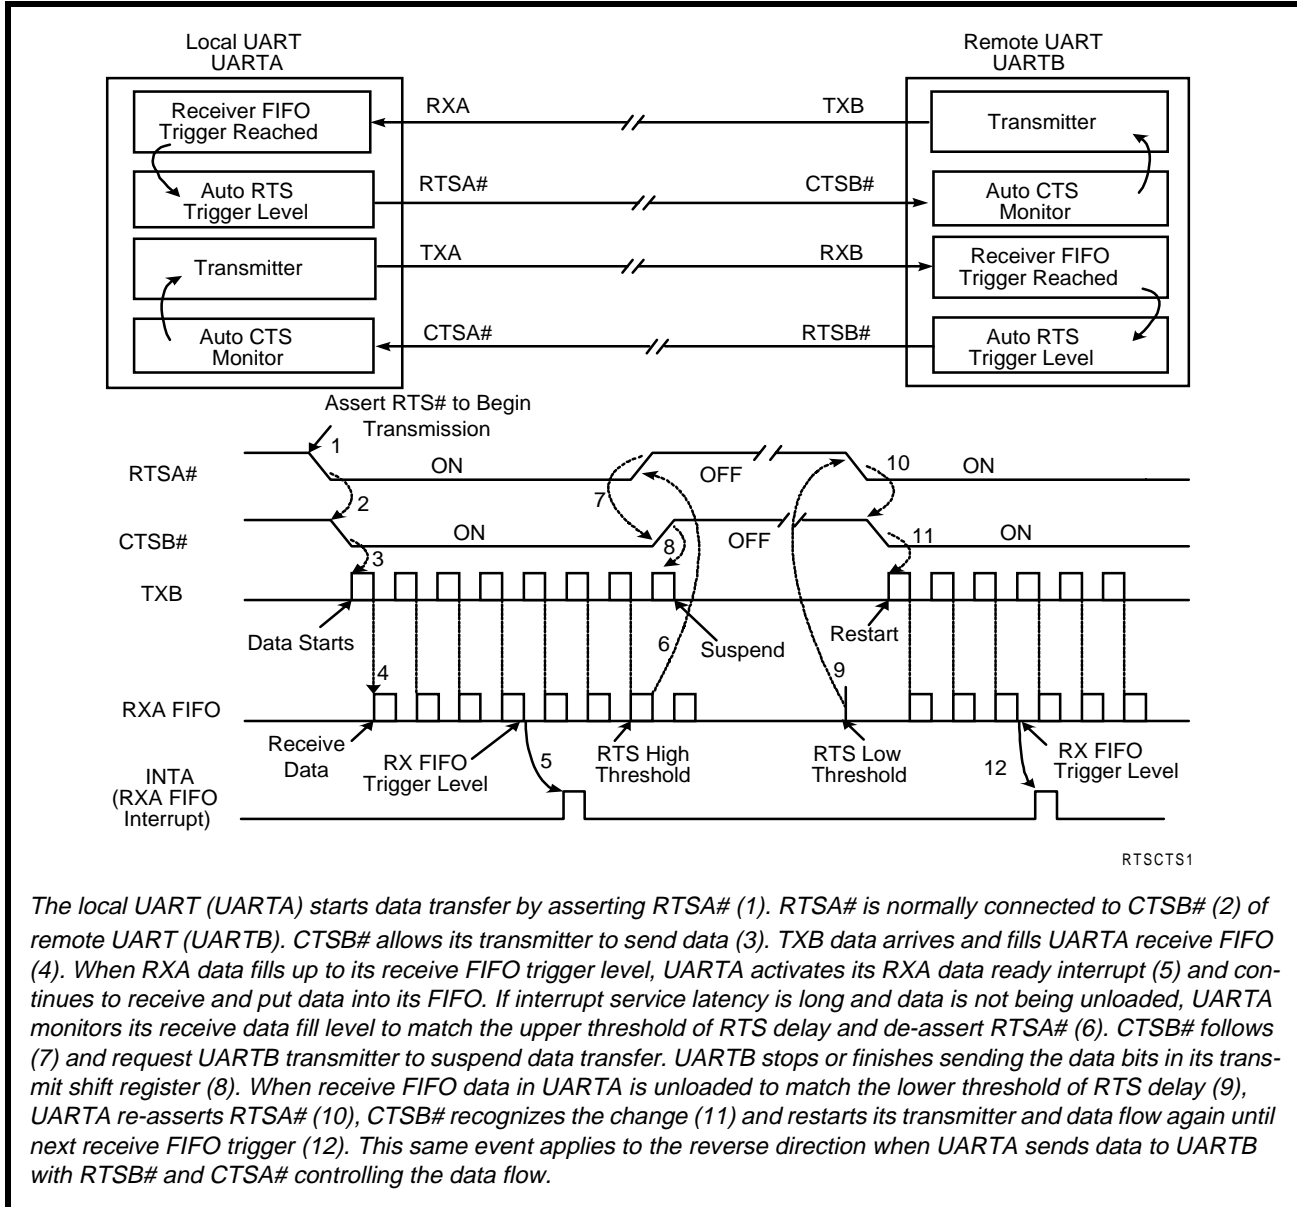 Local UART
UARTA
Remote UART
UARTB
Receiver FIFO
Trigger Reached
RXA
TXB
Transmitter
Auto RTS
Trigger Level
RTSA#
CTSB#
Auto CTS
Monitor
Transmitter
TXA
RXB
Receiver FIFO
Trigger Reached
Auto CTS
Monitor
CTSA#
RTSB#
Auto RTS
Trigger Level
Assert RTS# to Begin
Transmission
1
RTSA#
ON
OFF
10
ON
2
7
CTSB#
ON
8
OFF
11
ON
3
TXB
Data Starts
6
Suspend
Restart
4
9
RXA FIFO
Receive
Data
RX FIFO
Trigger Level
5
RTS High
Threshold
RTS Low
Threshold
12
RX FIFO
Trigger Level
INTA
(RXA FIFO
Interrupt)
RTSCTS1
The local UART (UARTA) starts data transfer by asserting RTSA# (1). RTSA# is normally connected to CTSB# (2) of
remote UART (UARTB). CTSB# allows its transmitter to send data (3). TXB data arrives and fills UARTA receive FIFO
(4). When RXA data fills up to its receive FIFO trigger level, UARTA activates its RXA data ready interrupt (5) and con-
tinues to receive and put data into its FIFO. If interrupt service latency is long and data is not being unloaded, UARTA
monitors its receive data fill level to match the upper threshold of RTS delay and de-assert RTSA# (6). CTSB# follows
(7) and request UARTB transmitter to suspend data transfer. UARTB stops or finishes sending the data bits in its trans-
mit shift register (8). When receive FIFO data in UARTA is unloaded to match the lower threshold of RTS delay (9),
UARTA re-asserts RTSA# (10), CTSB# recognizes the change (11) and restarts its transmitter and data flow again until
next receive FIFO trigger (12). This same event applies to the reverse direction when UARTA sends data to UARTB
with RTSB# and CTSA# controlling the data flow.